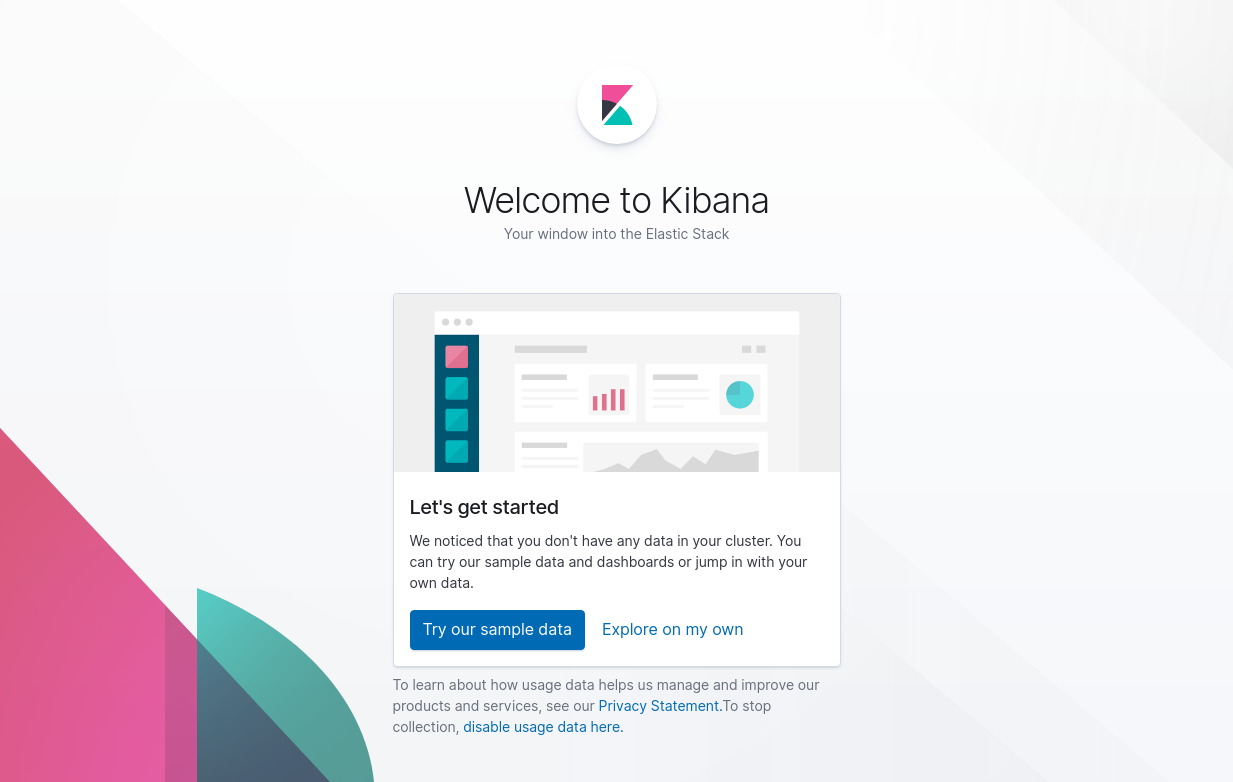 Welcome to Kibana
Your window into the Elastic Stack
Let's get started
We noticed that you don't have any data in your cluster. You
can try our sample data and dashboards or jump in with your
own data.
Try our sample data
Explore on my own
To learn about how usage data helps us manage and improve our
products and services, see our Privacy Statement.To stop
collection, disable usage data here.